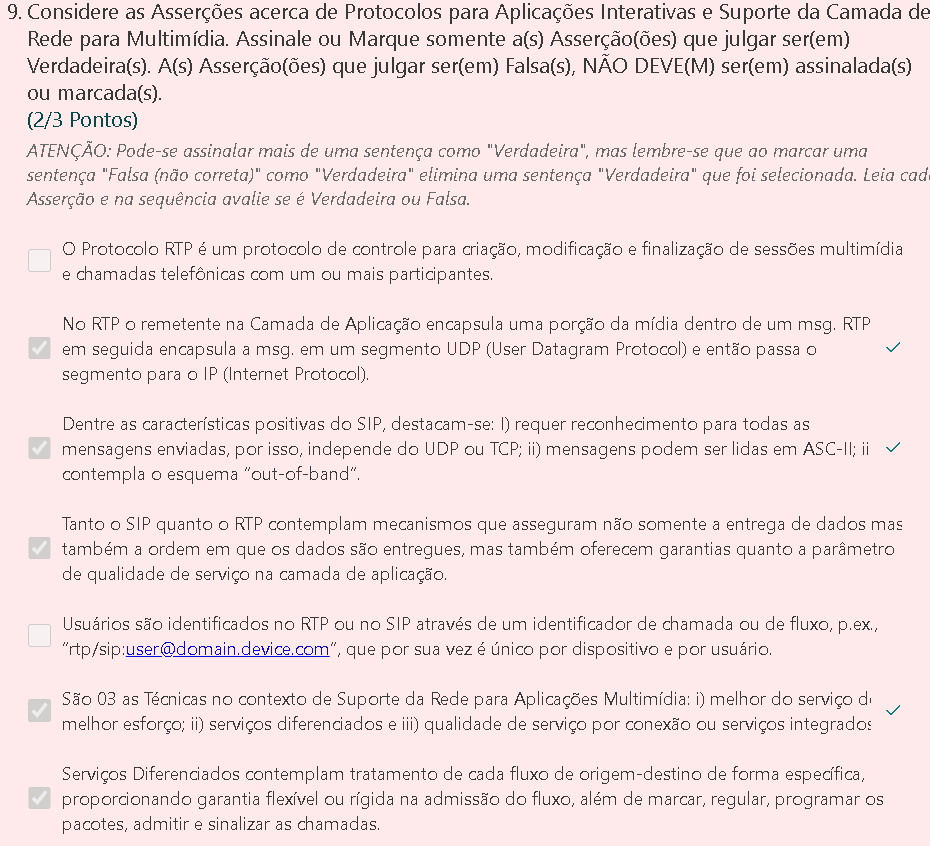 9. Considere as Asserções acerca de Protocolos para Aplicações Interativas e Suporte da Camada de
Rede para Multimídia. Assinale ou Marque somente a(s) Asserção(ões) que julgar ser(em)
Verdadeira(s). A(s) Asserção(ões) que julgar ser(em) Falsa(s), NÃO DEVE(M) ser(em) assinalada(s)
ou marcada(s).
(2/3 Pontos)
ATENÇÃO: Pode-se assinalar mais de uma sentença como "Verdadeira", mas lembre-se que ao marcar uma
sentença "Falsa (não correta)" como "Verdadeira" elimina uma sentença "Verdadeira" que foi selecionada. Leia cad
Asserção e na sequência avalie se é Verdadeira ou Falsa.
O Protocolo RTP é um protocolo de controle para criação, modificação e finalização de sessões multimídia
e chamadas telefônicas com um ou mais participantes.
No RTP o remetente na Camada de Aplicação encapsula uma porção da mídia dentro de um msg. RTP
em seguida encapsula a msg. em um segmento UDP (User Datagram Protocol) e então passa o
segmento para o IP (Internet Protocol).
Dentre as características positivas do SIP, destacam-se: I) requer reconhecimento para todas as
mensagens enviadas, por isso, independe do UDP ou TCP; ii) mensagens podem ser lidas em ASC-II; ii
contempla o esquema “out-of-band”.
Tanto o SIP quanto o RTP contemplam mecanismos que asseguram não somente a entrega de dados mas
também a ordem em que os dados são entregues, mas também oferecem garantias quanto a parâmetro
de qualidade de serviço na camada de aplicação.
Usuários são identificados no RTP ou no SIP através de um identificador de chamada ou de fluxo, p.ex.,
“rtp/sip:user@domain.device.com”, que por sua vez é único por dispositivo e por usuário.
São 03 as Técnicas no contexto de Suporte da Rede para Aplicações Multimídia: i) melhor do serviço de
melhor esforço; ii) serviços diferenciados e iii) qualidade de serviço por conexão ou serviços integrados
Serviços Diferenciados contemplam tratamento de cada fluxo de origem-destino de forma específica,
proporcionando garantia flexível ou rígida na admissão do fluxo, além de marcar, regular, programar os
pacotes, admitir e sinalizar as chamadas.